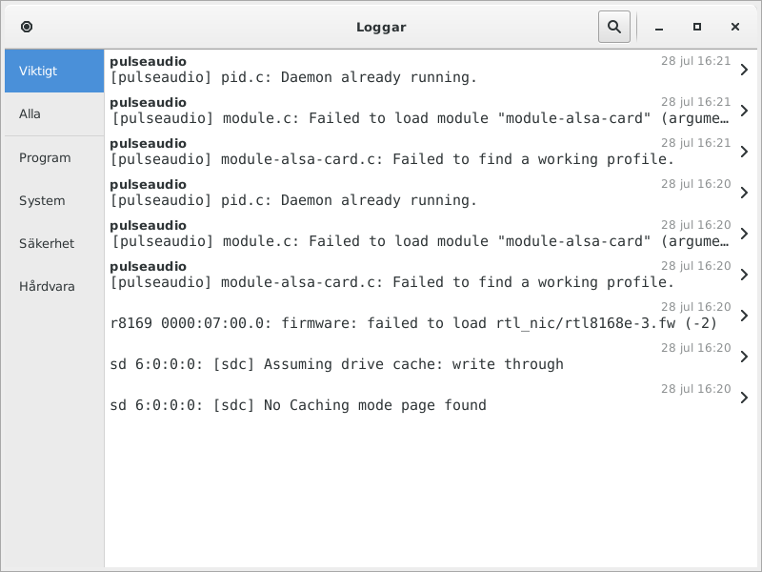 Loggar
Viktigt
Alla
Program
System
Säkerhet
Hårdvara
pulseaudio 28 jul 16:21
[pulseaudio] pid.c: Daemon already running.
pulseaudio 28 jul 16:21
[pulseaudio] module.c: Failed to load module "module-alsa-card" (argume…
pulseaudio 28 jul 16:21
[pulseaudio] module-alsa-card.c: Failed to find a working profile.
pulseaudio 28 jul 16:20
[pulseaudio] pid.c: Daemon already running.
pulseaudio 28 jul 16:20
[pulseaudio] module.c: Failed to load module "module-alsa-card" (argume…
pulseaudio 28 jul 16:20
[pulseaudio] module-alsa-card.c: Failed to find a working profile.
28 jul 16:20
r8169 0000:07:00.0: firmware: failed to load rtl_nic/rtl8168e-3.fw (-2)
28 jul 16:20
sd 6:0:0:0: [sdc] Assuming drive cache: write through
28 jul 16:20
sd 6:0:0:0: [sdc] No Caching mode page found